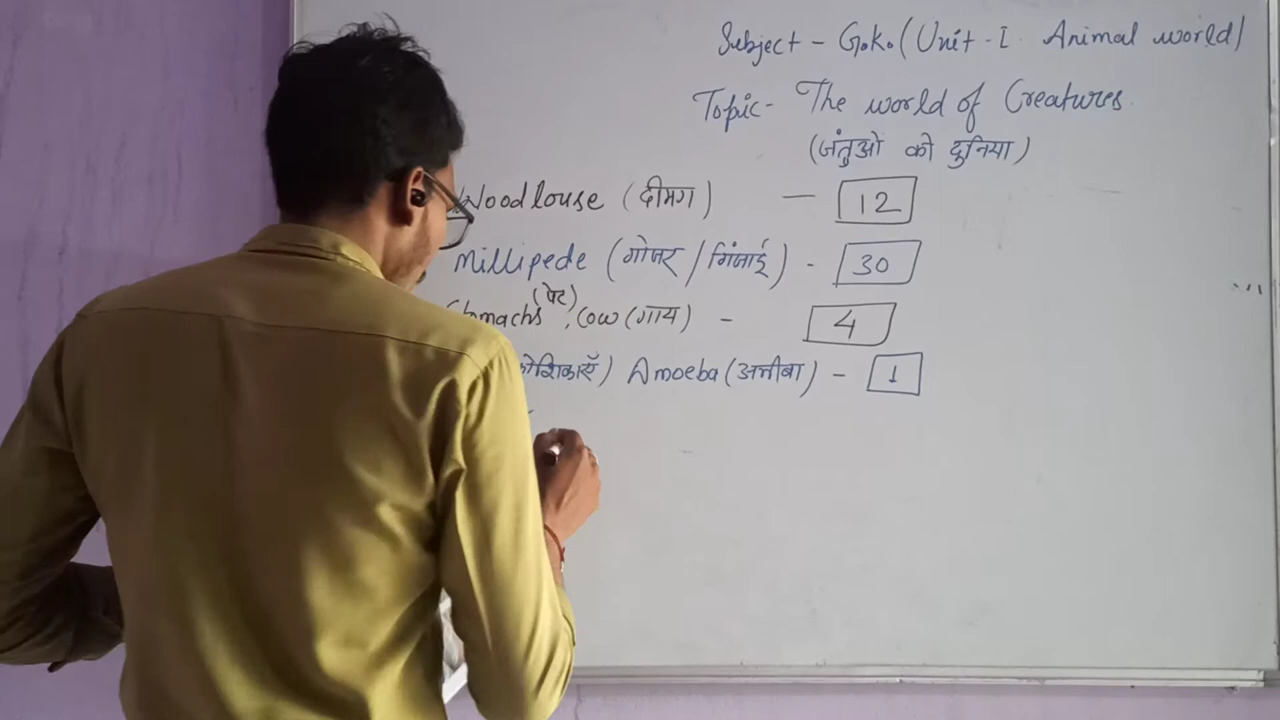 Subject - G.K. (Unit - I Animal world)
Topic - The world of Creatures
(जंतुओ को दुनिया)
Woodlouse (दीमग) — 12
Millipede (गोजर / गिंजाई) - 30
(पेट)
, Cow (गाय) - 4
Amoeba (अमीबा) - 1